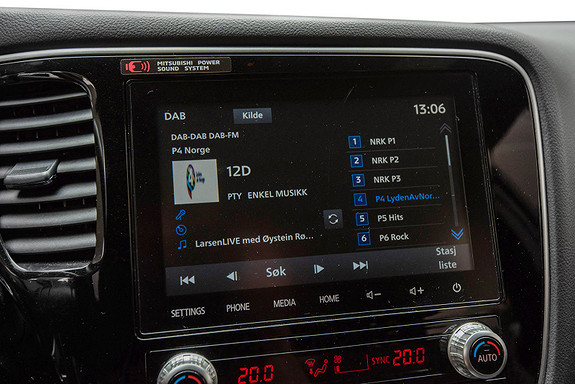 MITSUBISHI POWER
SOUND SYSTEM
DAB
Kilde
13:06
DAB-DAB DAB-FM
P4 Norge
12D
PTY ENKEL MUSIKK
LarsenLIVE med Øystein Rø...
1 NRK P1
2 NRK P2
3 NRK P3
4 P4 LydenAvNor...
5 P5 Hits
6 P6 Rock
Søk
Stasj
liste
SETTINGS
PHONE
MEDIA
HOME
20.0
SYNC
20.0
AUTO